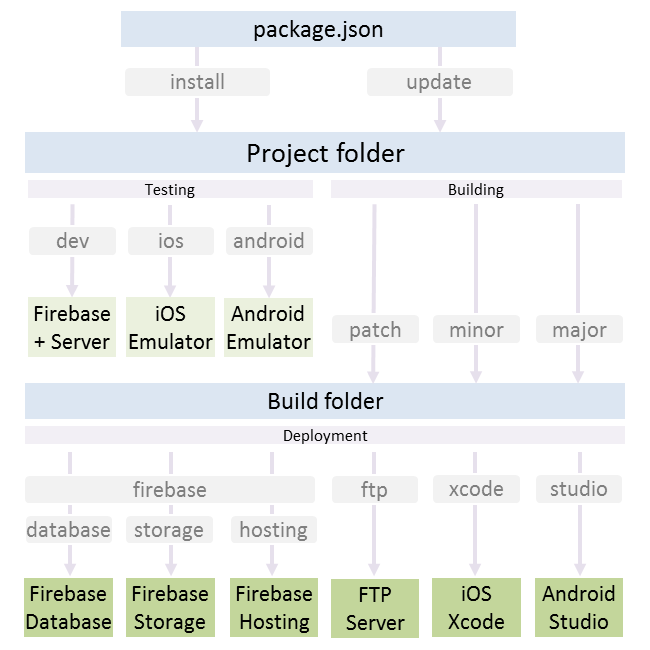 package.json
install update
Project folder
Testing Building
dev ios android
Firebase iOS Android
+ Server Emulator Emulator
patch minor major
Build folder
Deployment
firebase ftp xcode studio
database storage hosting
Firebase Firebase Firebase FTP iOS Android
Database Storage Hosting Server Xcode Studio